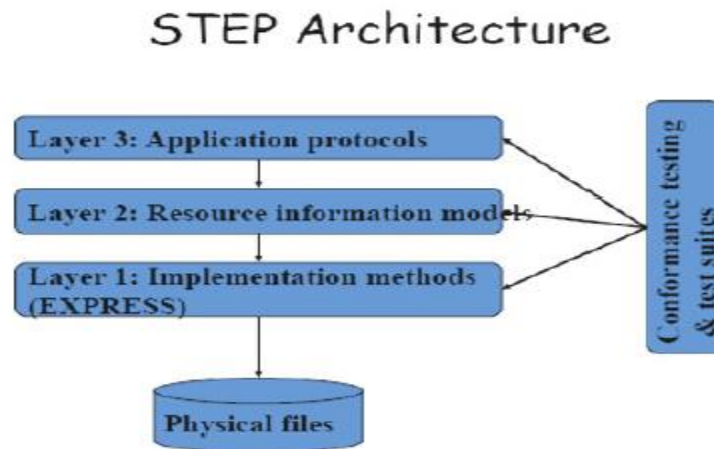 STEP Architecture
Layer 3: Application protocols
Layer 2: Resource information models
Layer 1: Implementation methods
(EXPRESS)
Physical files
Conformance testing
& test suites